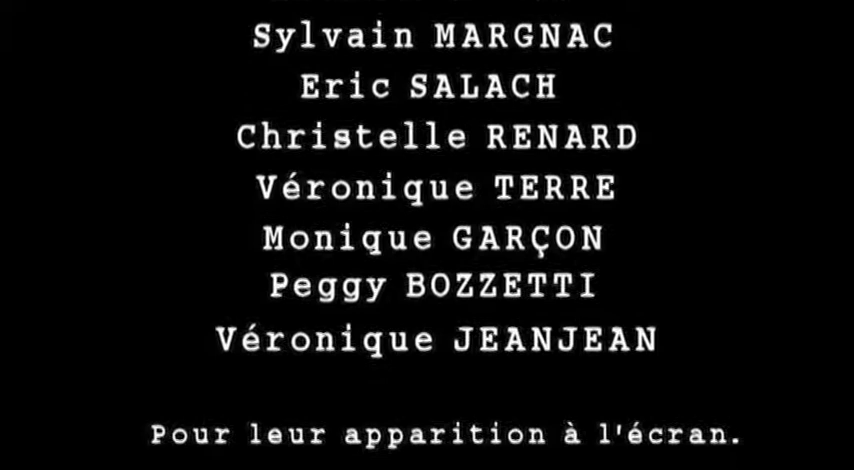 Sylvain MARGNAC
Eric SALACH
Christelle RENARD
Véronique TERRE
Monique GARÇON
Peggy BOZZETTI
Véronique JEANJEAN
Pour leur apparition à l'écran.